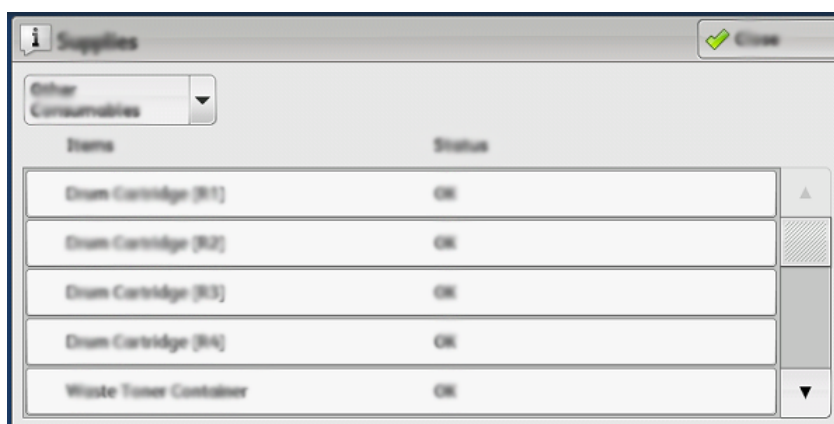 Supplies
Close
Other
Consumables
Items Status
Drum Cartridge [R1] OK
Drum Cartridge [R2] OK
Drum Cartridge [R3] OK
Drum Cartridge [R4] OK
Waste Toner Container OK